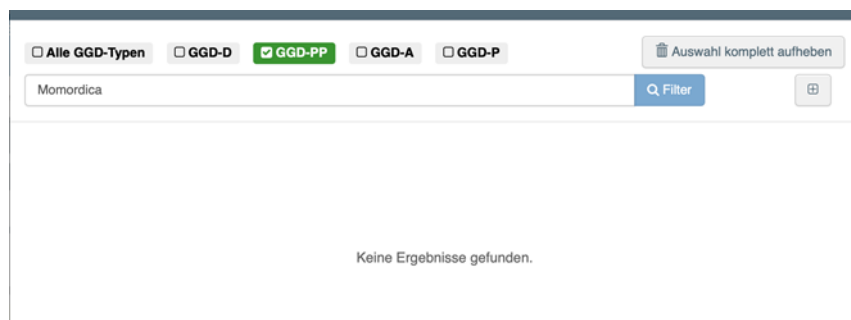 Alle GGD-Typen GGD-D GGD-PP GGD-A GGD-P Auswahl komplett aufheben
Momordica Filter
Keine Ergebnisse gefunden.